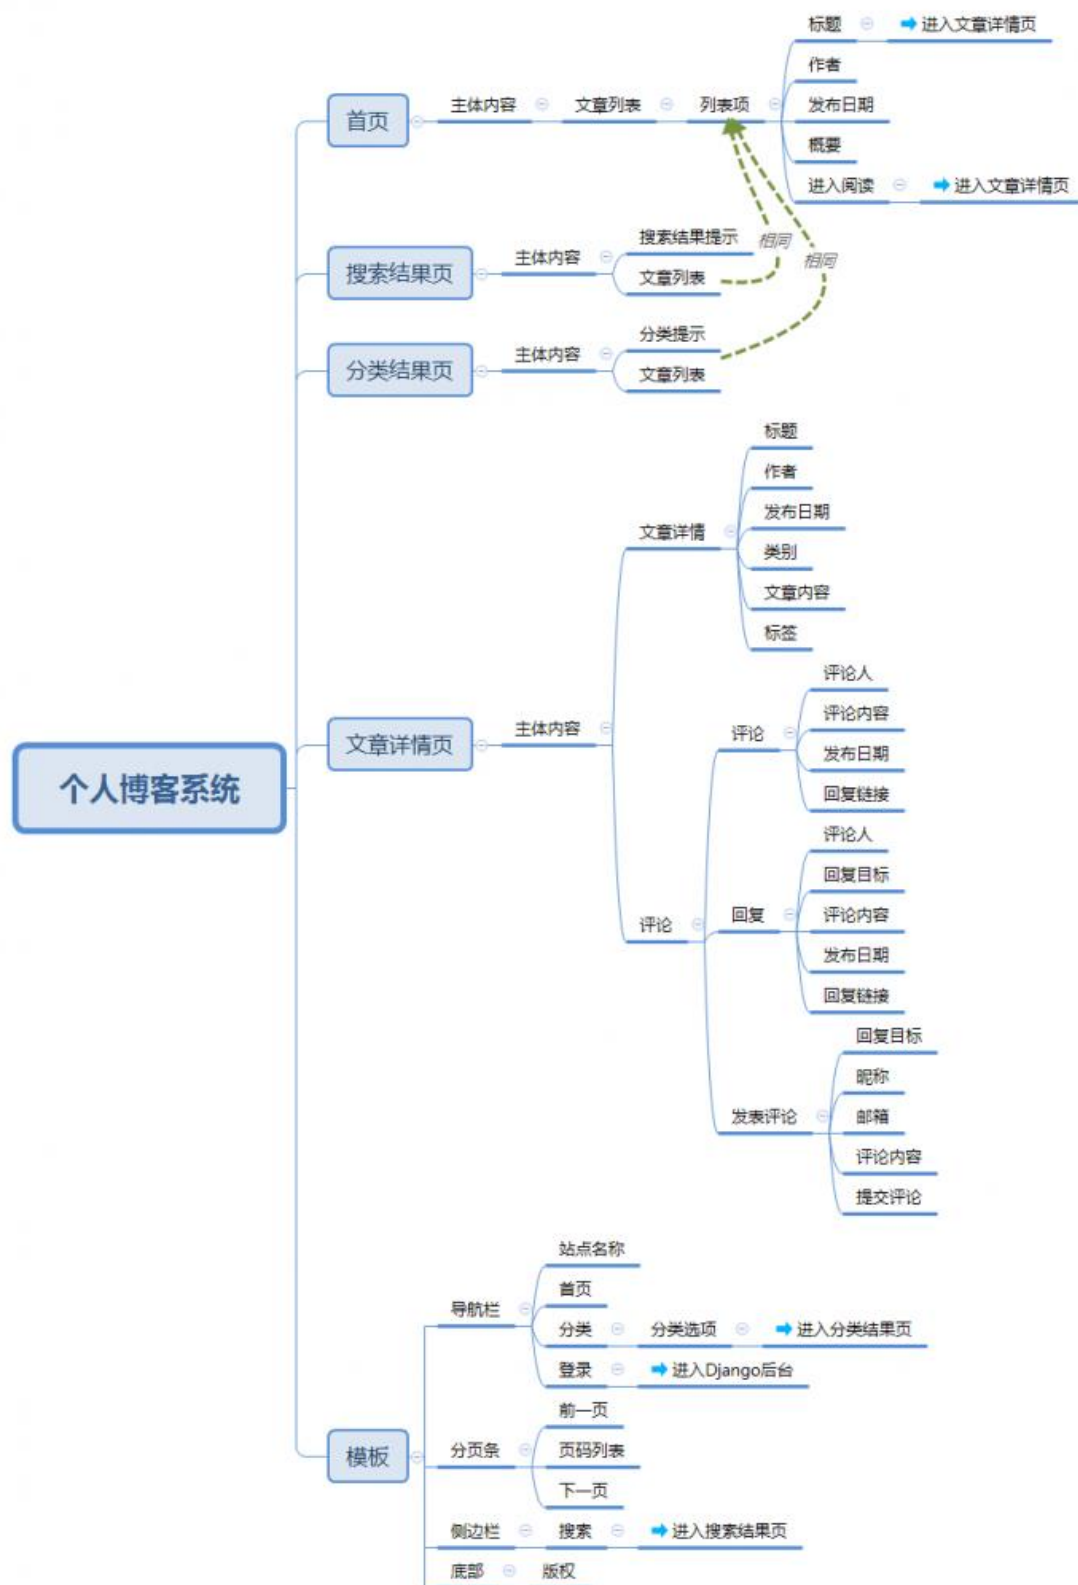 个人博客系统
首页
主体内容
文章列表
列表项
标题
进入文章详情页
作者
发布日期
概要
进入阅读
进入文章详情页
搜索结果页
主体内容
搜索结果提示
文章列表
相同
分类结果页
主体内容
分类提示
文章列表
相同
文章详情页
主体内容
文章详情
标题
作者
发布日期
类别
文章内容
标签
评论
评论
评论人
评论内容
发布日期
回复链接
回复
评论人
回复目标
评论内容
发布日期
回复链接
发表评论
回复目标
昵称
邮箱
评论内容
提交评论
模板
导航栏
站点名称
首页
分类
分类选项
进入分类结果页
登录
进入Django后台
分页条
前一页
页码列表
下一页
侧边栏
搜索
进入搜索结果页
底部
版权